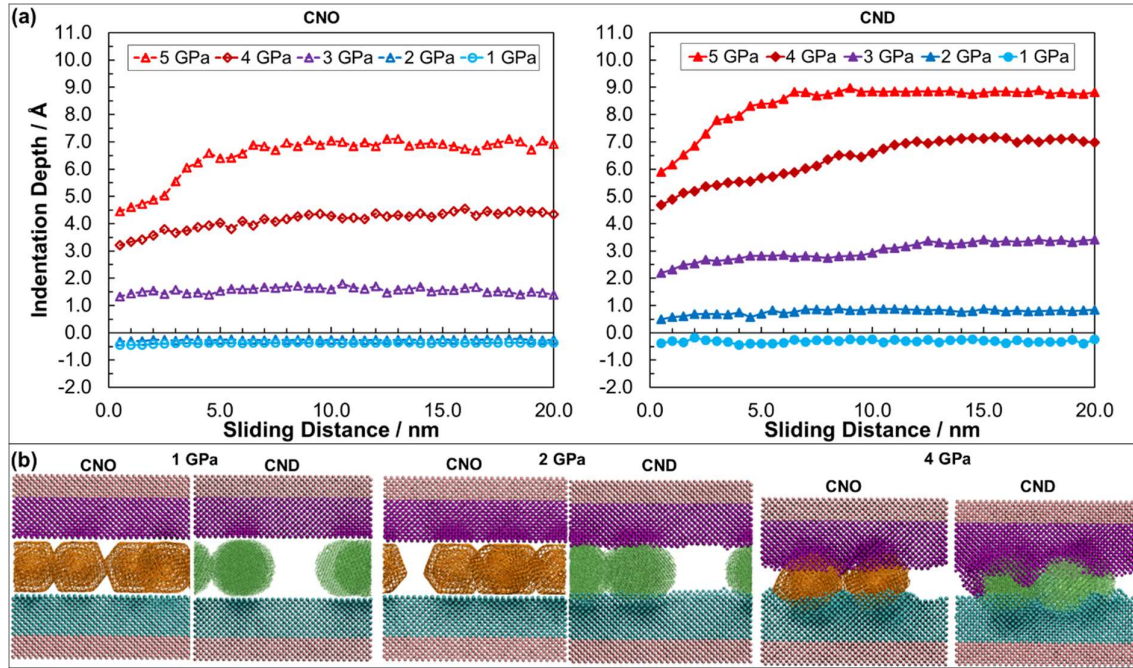 (a)
CNO
CND
11.0
10.0
9.0
8.0
7.0
6.0
5.0
4.0
3.0
2.0
1.0
0.0
-1.0
-2.0
Indentation Depth / Å
5 GPa 4 GPa 3 GPa 2 GPa 1 GPa
0.0 5.0 10.0 15.0 20.0
Sliding Distance / nm
11.0
10.0
9.0
8.0
7.0
6.0
5.0
4.0
3.0
2.0
1.0
0.0
-1.0
-2.0
5 GPa 4 GPa 3 GPa 2 GPa 1 GPa
0.0 5.0 10.0 15.0 20.0
Sliding Distance / nm
(b)
1 GPa
CNO CND
2 GPa
CNO CND
4 GPa
CNO CND